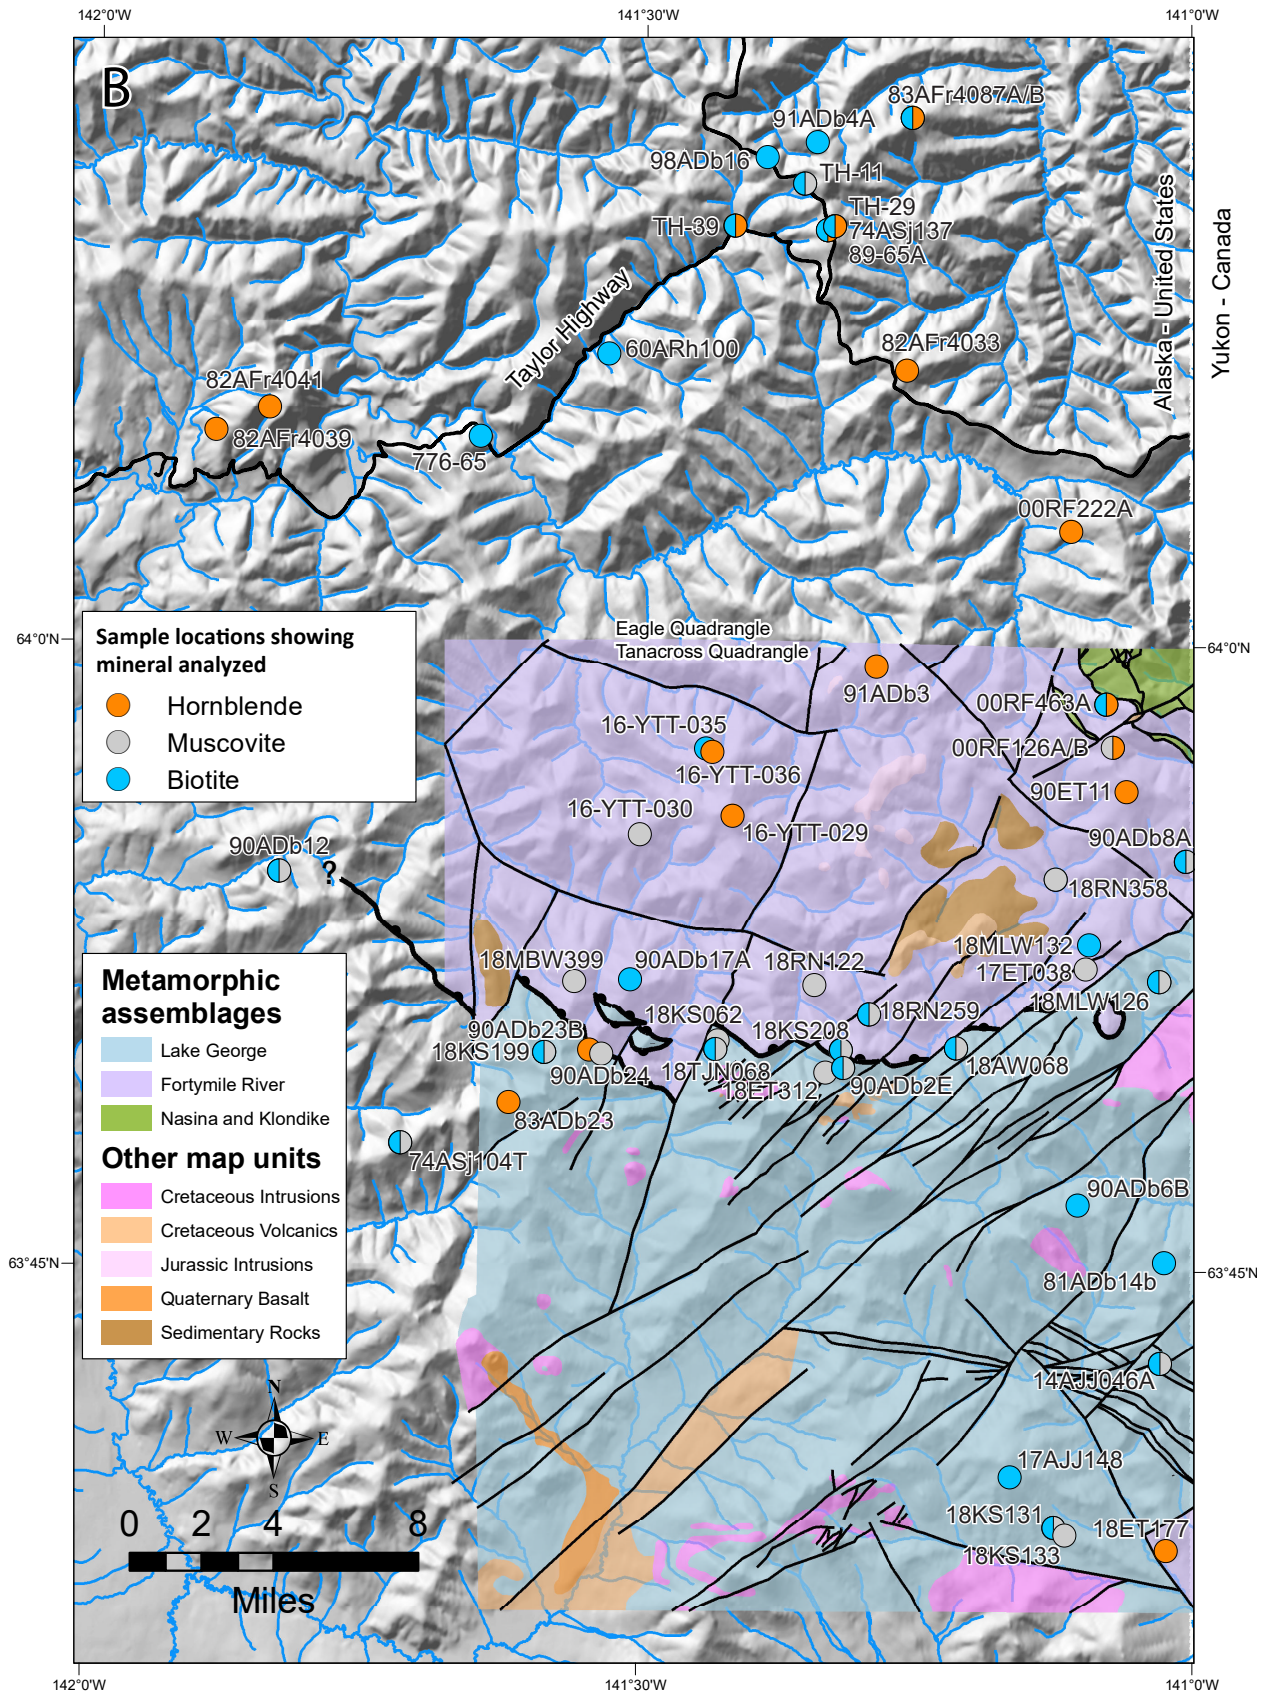 142°0'W
141°30'W
141°0'W
B
83AFr4087A/B
91ADb4A
98ADb16
TH-11
TH-29
TH-39
74ASj137
89-65A
Alaska - United States
Yukon - Canada
Taylor Highway
60ARh100
82AFr4033
82AFr4041
82AFr4039
776-65
00RF222A
64°0'N
64°0'N
Sample locations showing
mineral analyzed
Hornblende
Muscovite
Biotite
Eagle Quadrangle
Tanacross Quadrangle
91ADb3
00RF463A
16-YTT-035
00RF126A/B
16-YTT-036
90ET11
16-YTT-030
16-YTT-029
90ADb8A
90ADb12
?
18RN358
18MLW132
18MBW399
90ADb17A
18RN122
17ET038
18MLW126
18KS062
18RN259
90ADb23B
18KS208
18KS199
90ADb24
18TJN068
18AW068
18ET312
90ADb2E
83ADb23
74ASj104T
90ADb6B
81ADb14b
Metamorphic
assemblages
Lake George
Fortymile River
Nasina and Klondike
Other map units
Cretaceous Intrusions
Cretaceous Volcanics
Jurassic Intrusions
Quaternary Basalt
Sedimentary Rocks
63°45'N
63°45'N
14AJJ046A
N
W
E
S
17AJJ148
18KS131
18ET177
18KS133
0 2 4 8
Miles
142°0'W
141°30'W
141°0'W